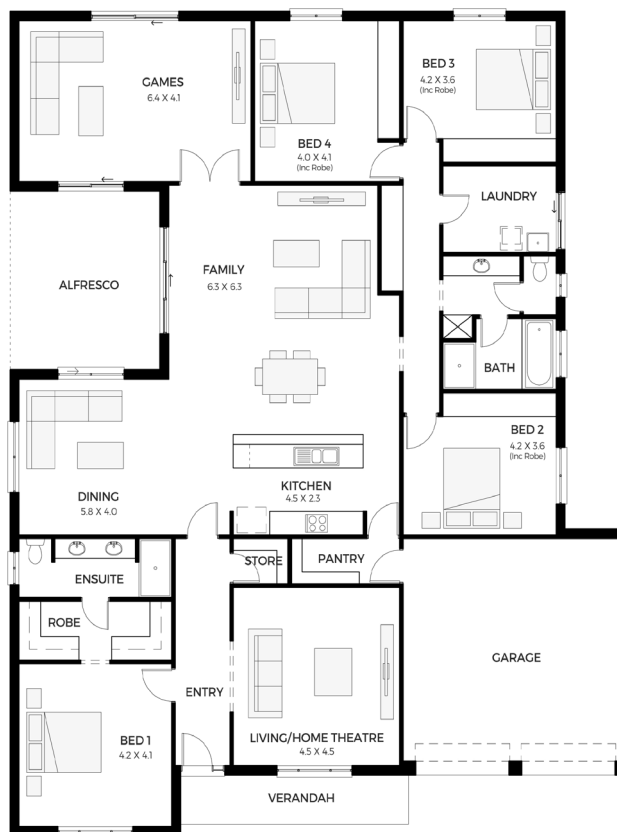 GAMES
6.4 X 4.1
BED 4
4.0 X 4.1
(Inc Robe)
BED 3
4.2 X 3.6
(Inc Robe)
LAUNDRY
ALFRESCO
FAMILY
6.3 X 6.3
BATH
BED 2
4.2 X 3.6
(Inc Robe)
DINING
5.8 X 4.0
KITCHEN
4.5 X 2.3
STORE
PANTRY
ENSUITE
ROBE
ENTRY
GARAGE
BED 1
4.2 X 4.1
LIVING/HOME THEATRE
4.5 X 4.5
VERANDAH